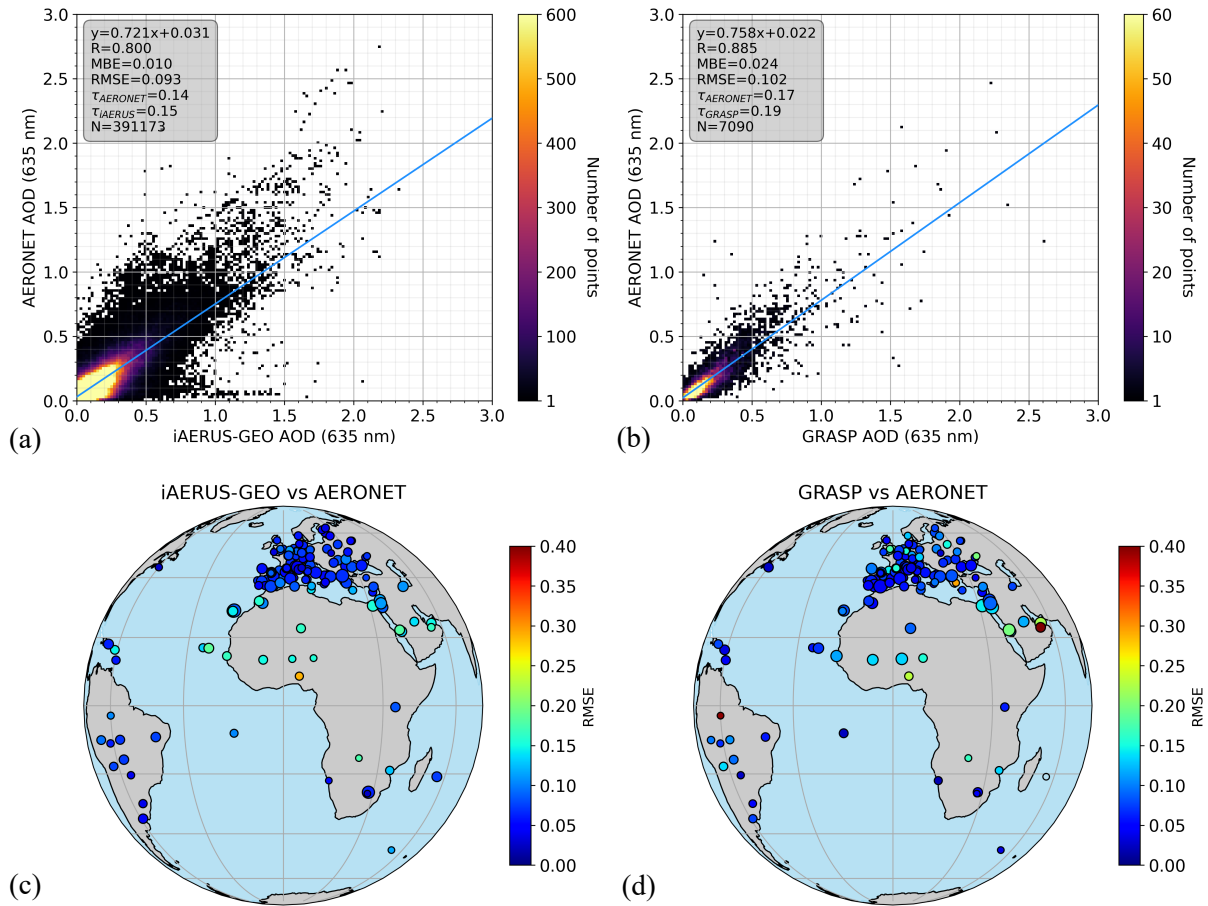 y=0.721x+0.031
R=0.800
MBE=0.010
RMSE=0.093
τAERONET=0.14
τiAERUS=0.15
N=391173
3.0
2.5
2.0
1.5
1.0
0.5
0.0
AERONET AOD (635 nm)
0.0 0.5 1.0 1.5 2.0 2.5 3.0
iAERUS-GEO AOD (635 nm)
600
500
400
300
200
100
1
Number of points
(a)
y=0.758x+0.022
R=0.885
MBE=0.024
RMSE=0.102
τAERONET=0.17
τGRASP=0.19
N=7090
3.0
2.5
2.0
1.5
1.0
0.5
0.0
AERONET AOD (635 nm)
0.0 0.5 1.0 1.5 2.0 2.5 3.0
GRASP AOD (635 nm)
60
50
40
30
20
10
1
Number of points
(b)
iAERUS-GEO vs AERONET
0.40
0.35
0.30
0.25
0.20
0.15
0.10
0.05
0.00
RMSE
(c)
GRASP vs AERONET
0.40
0.35
0.30
0.25
0.20
0.15
0.10
0.05
0.00
RMSE
(d)